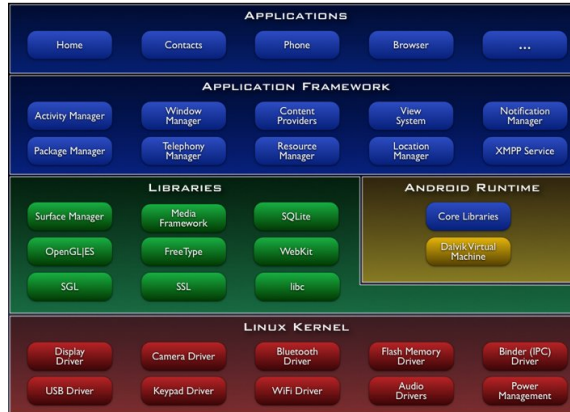 APPLICATIONS
Home
Contacts
Phone
Browser
...
APPLICATION FRAMEWORK
Activity Manager
Window
Manager
Content
Providers
View
System
Notification
Manager
Package Manager
Telephony
Manager
Resource
Manager
Location
Manager
XMPP Service
LIBRARIES
Surface Manager
Media
Framework
SQLite
OpenGL|ES
FreeType
WebKit
SGL
SSL
libc
ANDROID RUNTIME
Core Libraries
Dalvik Virtual
Machine
LINUX KERNEL
Display
Driver
Camera Driver
Bluetooth
Driver
Flash Memory
Driver
Binder (IPC)
Driver
USB Driver
Keypad Driver
WiFi Driver
Audio
Drivers
Power
Management